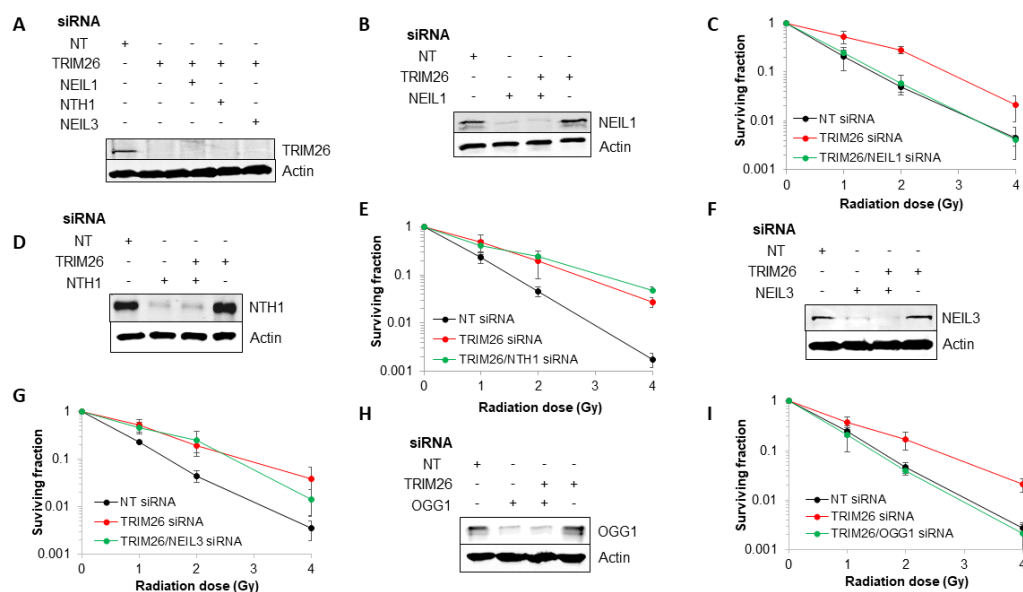 A
siRNA
NT + - - - -
TRIM26 - + + + +
NEIL1 - - + - -
NTH1 - - - + -
NEIL3 - - - - +
TRIM26
Actin
B
siRNA
NT + - - -
TRIM26 - - + +
NEIL1 - + + -
NEIL1
Actin
C
Surviving fraction
1
0.1
0.01
0.001
0 1 2 3 4
NT siRNA
TRIM26 siRNA
TRIM26/NEIL1 siRNA
Radiation dose (Gy)
D
siRNA
NT + - - -
TRIM26 - - + +
NTH1 - + + -
NTH1
Actin
E
Surviving fraction
1
0.1
0.01
0.001
0 1 2 3 4
NT siRNA
TRIM26 siRNA
TRIM26/NTH1 siRNA
Radiation dose (Gy)
F
siRNA
NT + - - -
TRIM26 - - + +
NEIL3 - + + -
NEIL3
Actin
G
Suviving fraction
1
0.1
0.01
0.001
0 1 2 3 4
NT siRNA
TRIM26 siRNA
TRIM26/NEIL3 siRNA
Radiation dose (Gy)
H
siRNA
NT + - - -
TRIM26 - - + +
OGG1 - + + -
OGG1
Actin
I
Suviving fraction
1
0.1
0.01
0.001
0 1 2 3 4
NT siRNA
TRIM26 siRNA
TRIM26/OGG1 siRNA
Radiation dose (Gy)